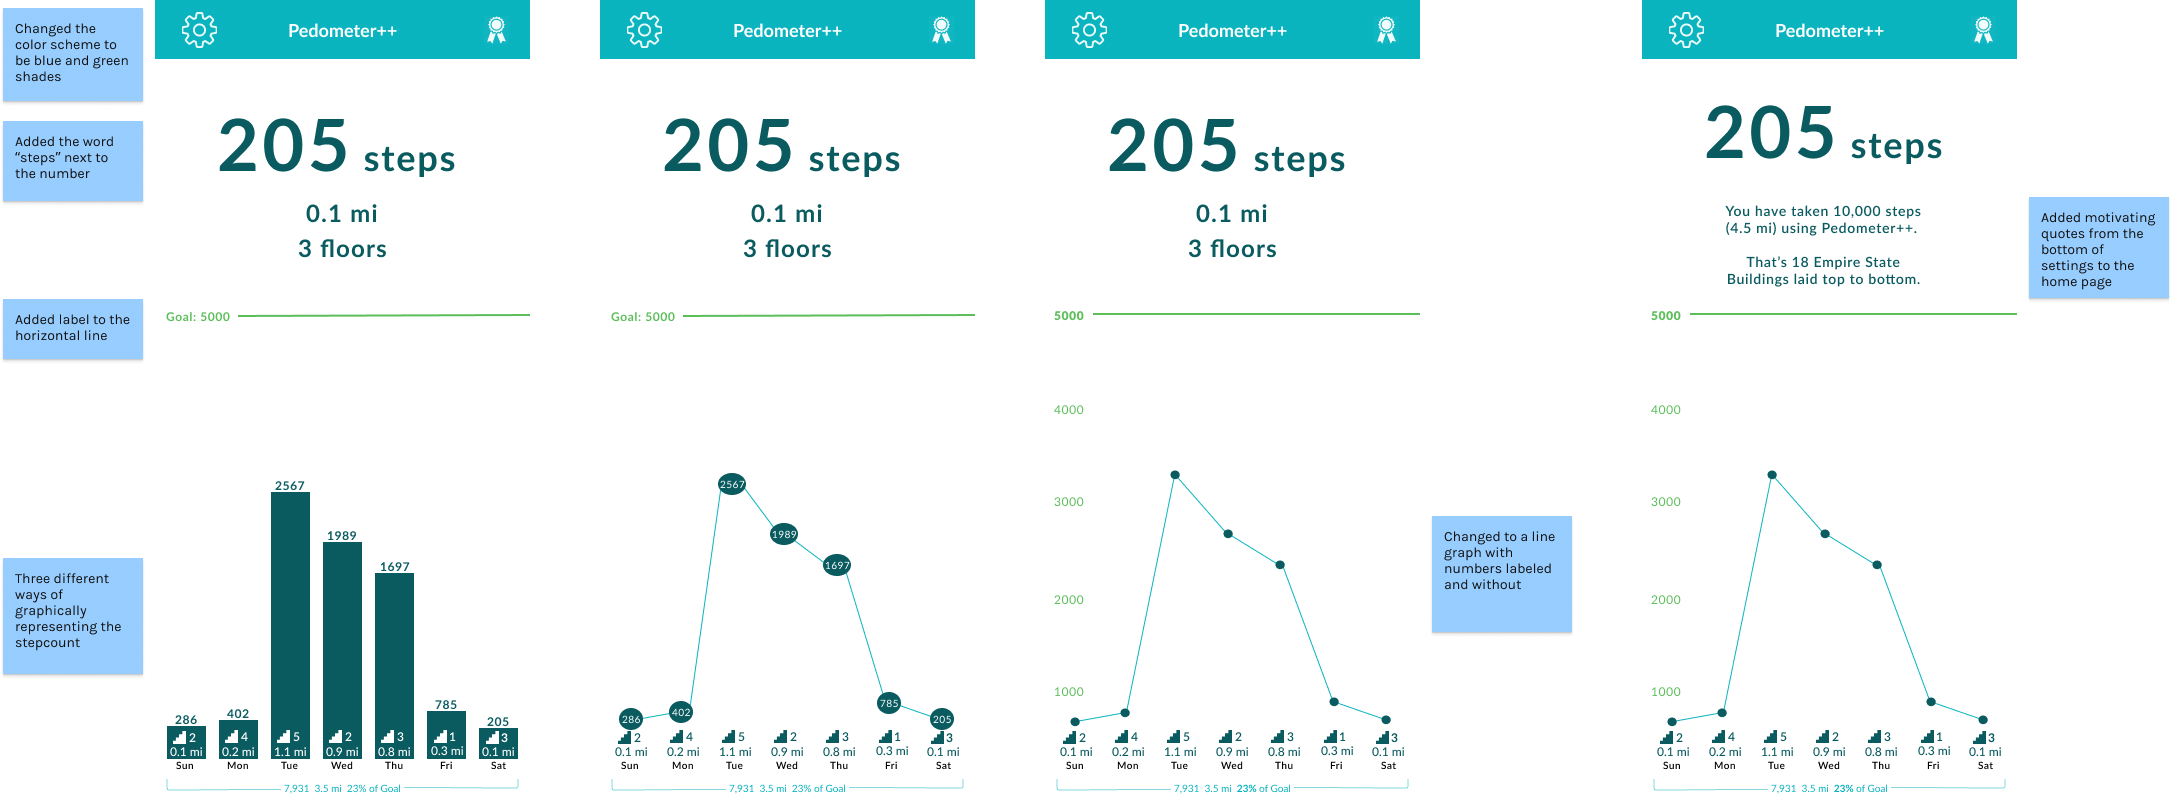 Changed the
color scheme to
be blue and green
shades
Added the word
“steps” next to
the number
Added label to the
horizontal line
Three different
ways of
graphically
representing the
stepcount
Pedometer++
205 steps
0.1 mi
3 floors
Goal: 5000
2567
1989
1697
785
402
286
205
2 4 5 2 3 1 3
0.1 mi 0.2 mi 1.1 mi 0.9 mi 0.8 mi 0.3 mi 0.1 mi
Sun Mon Tue Wed Thu Fri Sat
7,931 3.5 mi 23% of Goal
Pedometer++
205 steps
0.1 mi
3 floors
Goal: 5000
2567
1989
1697
785
402
286
205
2 4 5 2 3 1 3
0.1 mi 0.2 mi 1.1 mi 0.9 mi 0.8 mi 0.3 mi 0.1 mi
Sun Mon Tue Wed Thu Fri Sat
7,931 3.5 mi 23% of Goal
Pedometer++
205 steps
0.1 mi
3 floors
5000
4000
3000
2000
1000
2 4 5 2 3 1 3
0.1 mi 0.2 mi 1.1 mi 0.9 mi 0.8 mi 0.3 mi 0.1 mi
Sun Mon Tue Wed Thu Fri Sat
7,931 3.5 mi 23% of Goal
Changed to a line
graph with
numbers labeled
and without
Pedometer++
205 steps
You have taken 10,000 steps
(4.5 mi) using Pedometer++.
That’s 18 Empire State
Buildings laid top to bottom.
5000
4000
3000
2000
1000
2 4 5 2 3 1 3
0.1 mi 0.2 mi 1.1 mi 0.9 mi 0.8 mi 0.3 mi 0.1 mi
Sun Mon Tue Wed Thu Fri Sat
7,931 3.5 mi 23% of Goal
Added motivating
quotes from the
bottom of
settings to the
home page